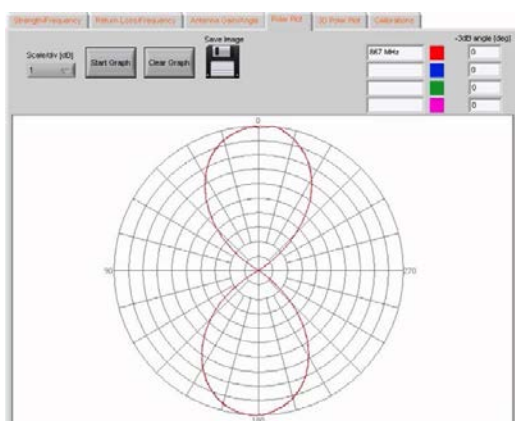 Strength/Frequency Return Loss/Frequency Antenna Gain/Angle Polar Plot 3D Polar Plot Calibrations
Save Image
-3dB angle [deg]
Scale/div [dB]
1
Start Graph Clear Graph
867 MHz 0
0
0
0
0
90 270
180